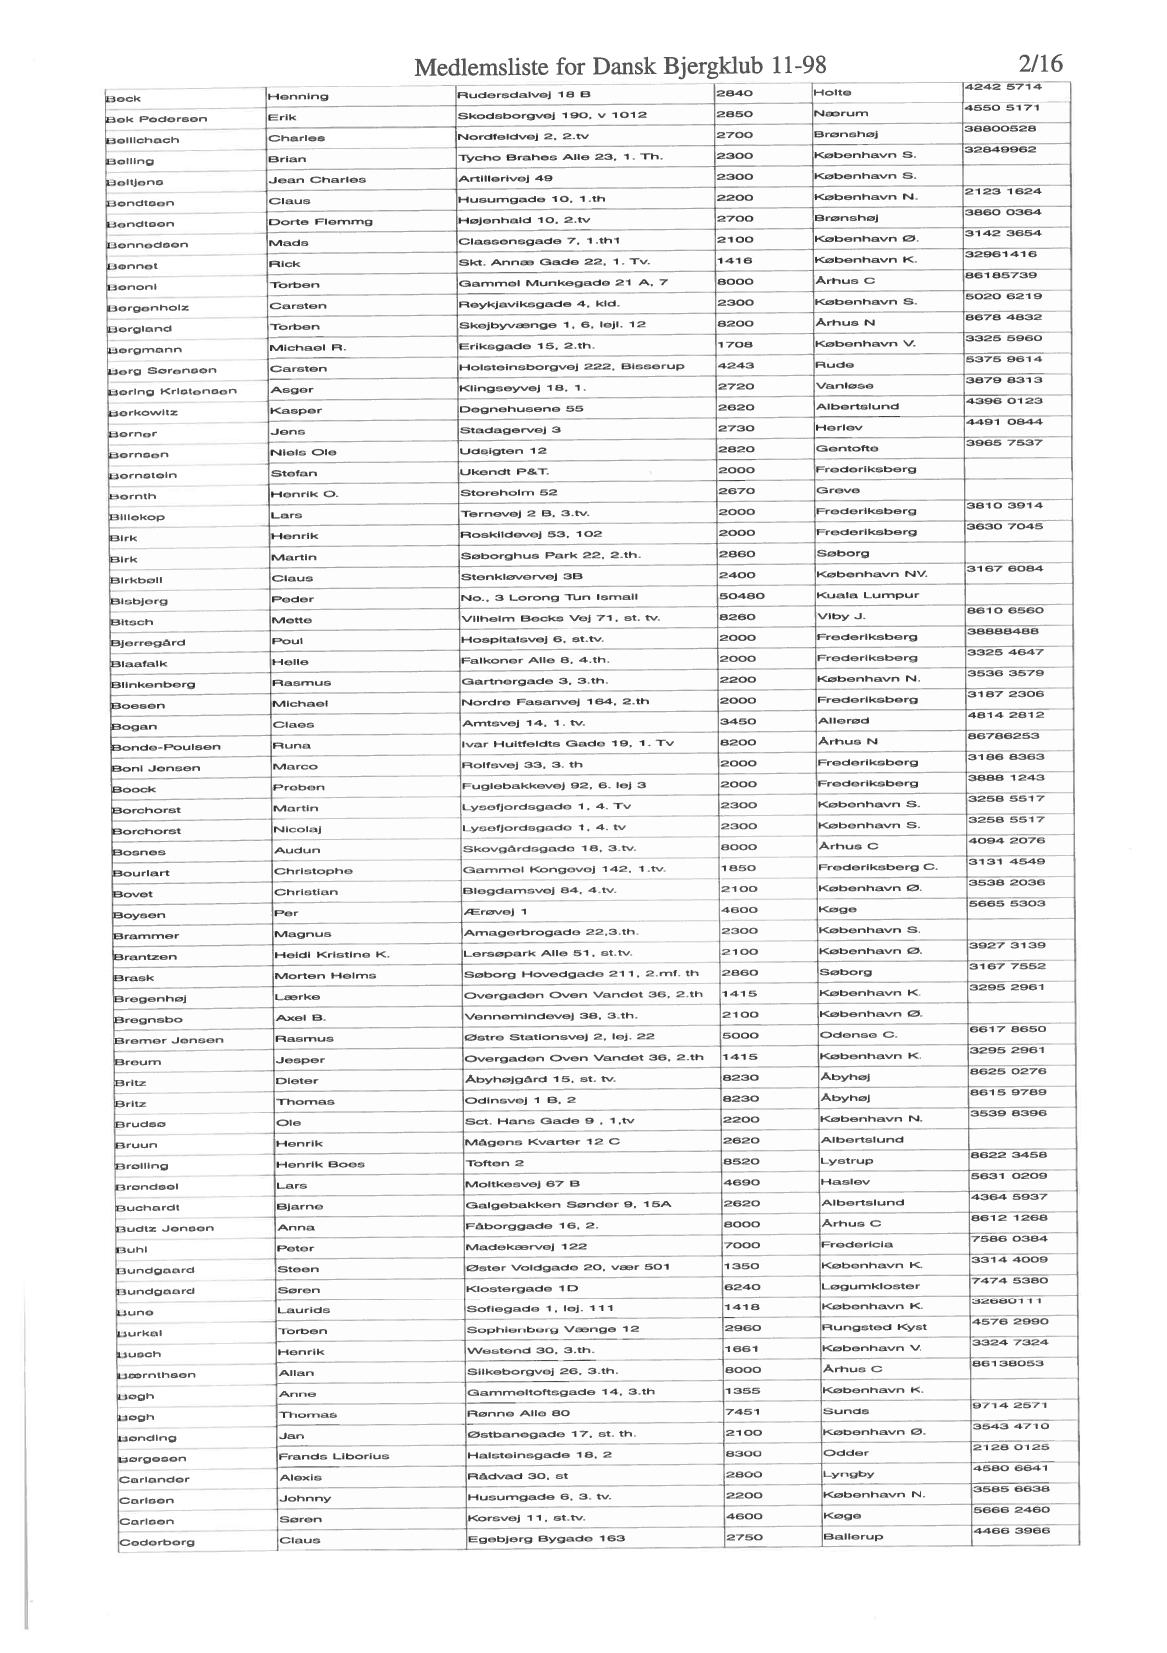 Medlemsliste for Dansk Bjergklub 11-98 2/16
Beck Henning Rudersdalvej 18 B 2840 Holte 4242 5714
Bek Pedersen Erik Skodsborgvej 190, v 1012 2850 Nærum 4550 5171
Bellichach Charles Nordfeldvej 2, 2.tv 2700 Brønshøj 38800528
Belling Brian Tycho Brahes Alle 23, 1. Th. 2300 København S. 32849962
Beltjens Jean Charles Artillerivej 49 2300 København S.
Bendtsen Claus Husumgade 10, 1.th 2200 København N. 2123 1624
Bendtsen Dorte Flemmg Højenhald 10, 2.tv 2700 Brønshøj 3860 0364
Bennedsen Mads Classensgade 7, 1.th1 2100 København Ø. 3142 3654
Bennet Rick Skt. Annæ Gade 22, 1. Tv. 1416 København K. 32961416
Benoni Torben Gammel Munkegade 21 A, 7 8000 Århus C 86185739
Bergenholz Carsten Reykjaviksgade 4, kld. 2300 København S. 5020 6219
Bergland Torben Skejbyvænge 1, 6, lejl. 12 8200 Århus N 8678 4832
Bergmann Michael R. Eriksgade 15, 2.th. 1708 København V. 3325 5960
Berg Sørensen Carsten Holsteinsborgvej 222, Bisserup 4243 Rude 5375 9614
Bering Kristensen Asger Klingseyvej 18, 1. 2720 Vanløse 3879 8313
Berkowitz Kasper Degnehusene 55 2620 Albertslund 4396 0123
Berner Jens Stadagervej 3 2730 Herlev 4491 0844
Bernsen Niels Ole Udsigten 12 2820 Gentofte 3965 7537
Bernstein Stefan Ukendt P&T. 2000 Frederiksberg
Bernth Henrik O. Storeholm 52 2670 Greve
Billekop Lars Ternevej 2 B, 3.tv. 2000 Frederiksberg 3810 3914
Birk Henrik Roskildevej 53, 102 2000 Frederiksberg 3630 7045
Birk Martin Søborghus Park 22, 2.th. 2860 Søborg
Birkbøll Claus Stenkløvervej 3B 2400 København NV. 3167 6084
Bisbjerg Peder No., 3 Lorong Tun Ismail 50480 Kuala Lumpur
Bitsch Mette Vilhelm Becks Vej 71, st. tv. 8260 Viby J. 8610 6560
Bjerregård Poul Hospitalsvej 6, st.tv. 2000 Frederiksberg 38888488
Blaafalk Helle Falkoner Alle 8, 4.th. 2000 Frederiksberg 3325 4647
Blinkenberg Rasmus Gartnergade 3, 3.th. 2200 København N. 3536 3579
Boesen Michael Nordre Fasanvej 164, 2.th 2000 Frederiksberg 3187 2306
Bogan Claes Amtsvej 14, 1. tv. 3450 Allerød 4814 2812
Bonde-Poulsen Runa Ivar Huitfeldts Gade 19, 1. Tv 8200 Århus N 86786253
Boni Jensen Marco Rolfsvej 33, 3. th 2000 Frederiksberg 3186 8363
Boock Preben Fuglebakkevej 92, 6. lej 3 2000 Frederiksberg 3888 1243
Borchorst Martin Lysefjordsgade 1, 4. Tv 2300 København S. 3258 5517
Borchorst Nicolaj Lysefjordsgade 1, 4. tv 2300 København S. 3258 5517
Bosnes Audun Skovgårdsgade 18, 3.tv. 8000 Århus C 4094 2076
Bourlart Christophe Gammel Kongevej 142, 1.tv. 1850 Frederiksberg C. 3131 4549
Bovet Christian Blegdamsvej 84, 4.tv. 2100 København Ø. 3538 2036
Boysen Per Ærøvej 1 4600 Køge 5665 5303
Brammer Magnus Amagerbrogade 22,3.th. 2300 København S.
Brantzen Heidi Kristine K. Lersøpark Alle 51, st.tv. 2100 København Ø. 3927 3139
Brask Morten Helms Søborg Hovedgade 211, 2.mf. th 2860 Søborg 3167 7552
Bregenhøj Lærke Overgaden Oven Vandet 36, 2.th 1415 København K. 3295 2961
Bregnsbo Axel B. Vennemindevej 38, 3.th. 2100 København Ø.
Bremer Jensen Rasmus Østre Stationsvej 2, lej. 22 5000 Odense C. 6617 8650
Breum Jesper Overgaden Oven Vandet 36, 2.th 1415 København K. 3295 2961
Britz Dieter Åbyhøjgård 15, st. tv. 8230 Åbyhøj 8625 0276
Britz Thomas Odinsvej 1 B, 2 8230 Åbyhøj 8615 9789
Brudsø Ole Sct. Hans Gade 9 , 1,tv 2200 København N. 3539 8396
Bruun Henrik Mågens Kvarter 12 C 2620 Albertslund
Brølling Henrik Boes Toften 2 8520 Lystrup 8622 3458
Brøndsel Lars Moltkesvej 67 B 4690 Haslev 5631 0209
Buchardt Bjarne Galgebakken Sønder 9, 15A 2620 Albertslund 4364 5937
Budtz Jensen Anna Fåborggade 16, 2. 8000 Århus C 8612 1268
Buhl Peter Madekærvej 122 7000 Fredericia 7586 0384
Bundgaard Steen Øster Voldgade 20, vær 501 1350 København K. 3314 4009
Bundgaard Søren Klostergade 1D 6240 Løgumkloster 7474 5380
Bune Laurids Sofiegade 1, lej. 111 1418 København K. 32680111
Burkal Torben Sophienberg Vænge 12 2960 Rungsted Kyst 4576 2990
Busch Henrik Westend 30, 3.th. 1661 København V. 3324 7324
Bærnthsen Allan Silkeborgvej 26, 3.th. 8000 Århus C 86138053
Bøgh Anne Gammeltoftsgade 14, 3.th 1355 København K.
Bøgh Thomas Rønne Alle 80 7451 Sunds 9714 2571
Bønding Jan Østbanegade 17, st. th. 2100 København Ø. 3543 4710
Børgesen Frands Liborius Halsteinsgade 18, 2 8300 Odder 2128 0125
Carlander Alexis Rådvad 30, st 2800 Lyngby 4580 6641
Carlsen Johnny Husumgade 6, 3. tv. 2200 København N. 3585 6638
Carlsen Søren Korsvej 11, st.tv. 4600 Køge 5666 2460
Cederberg Claus Egebjerg Bygade 163 2750 Ballerup 4466 3966